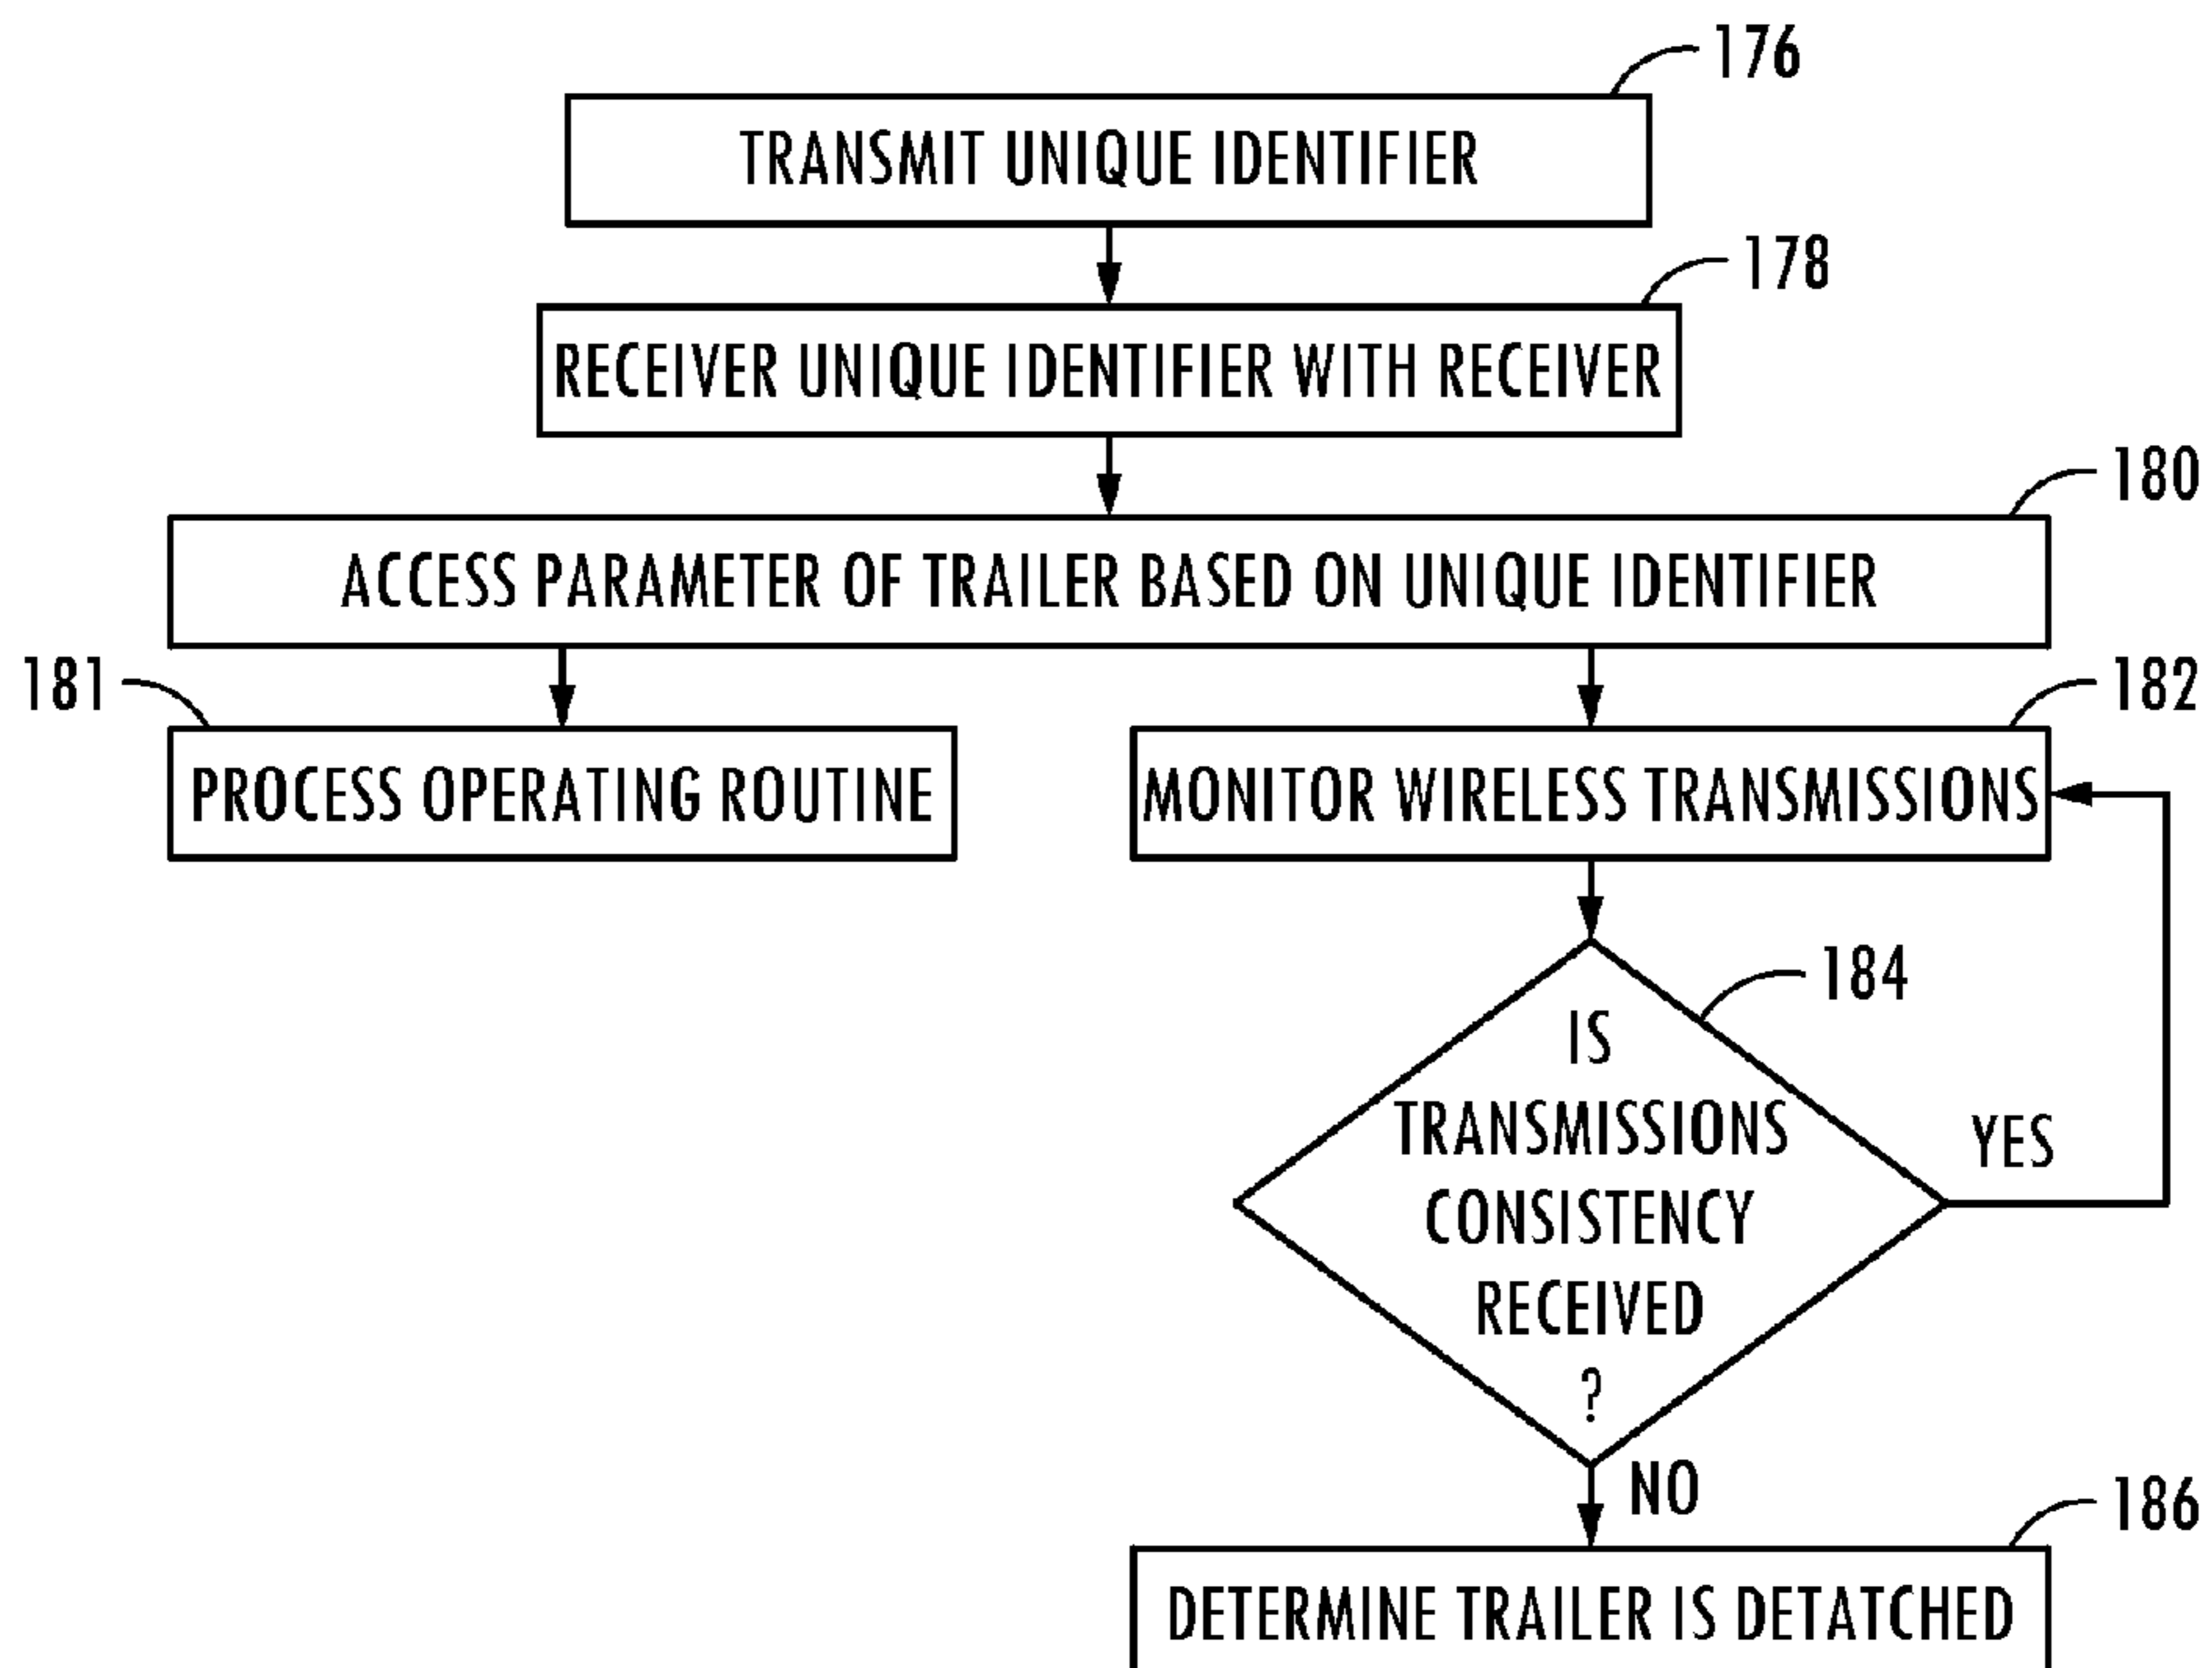 176
TRANSMIT UNIQUE IDENTIFIER
178
RECEIVER UNIQUE IDENTIFIER WITH RECEIVER
180
ACCESS PARAMETER OF TRAILER BASED ON UNIQUE IDENTIFIER
181
182
PROCESS OPERATING ROUTINE
MONITOR WIRELESS TRANSMISSIONS
184
IS
TRANSMISSIONS
CONSISTENCY
RECEIVED
?
YES
NO
186
DETERMINE TRAILER IS DETATCHED